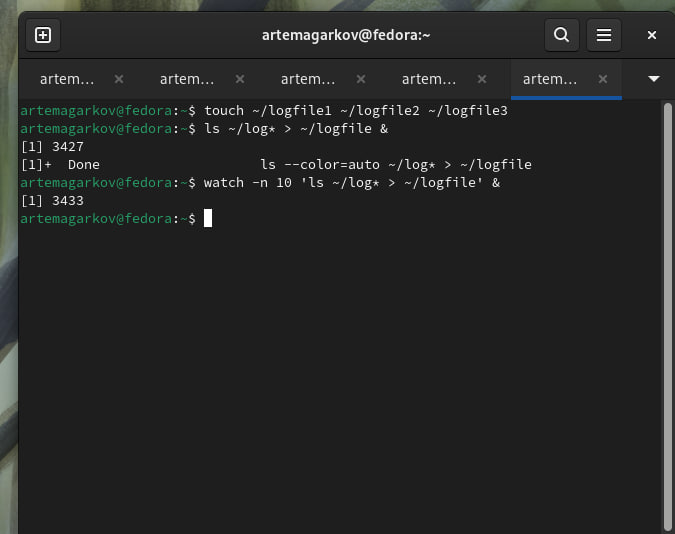 artemagarkov@fedora:~
artem… artem… artem… artem… artem…
artemagarkov@fedora:~$ touch ~/logfile1 ~/logfile2 ~/logfile3
artemagarkov@fedora:~$ ls ~/log* > ~/logfile &
[1] 3427
[1]+  Done                    ls --color=auto ~/log* > ~/logfile
artemagarkov@fedora:~$ watch -n 10 'ls ~/log* > ~/logfile' &
[1] 3433
artemagarkov@fedora:~$